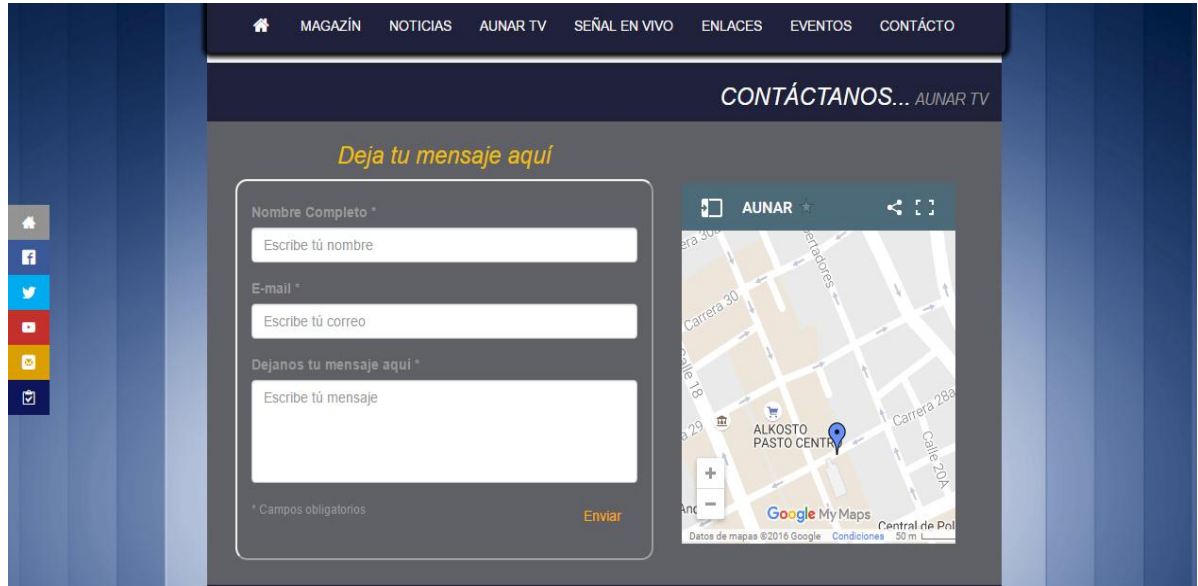 MAGAZÍN NOTICIAS AUNAR TV SEÑAL EN VIVO ENLACES EVENTOS CONTÁCTO
CONTÁCTANOS... AUNAR TV
Deja tu mensaje aquí
Nombre Completo *
Escribe tú nombre
E-mail *
Escribe tú correo
Dejanos tu mensaje aquí *
Escribe tú mensaje
* Campos obligatorios
Enviar
AUNAR
Carrera 30
Calle 18
ALKOSTO
PASTO CENTRO
Carrera 28a
Calle 20A
Google My Maps
Central de Pol
Datos de mapas ©2016 Google Condiciones 50 m